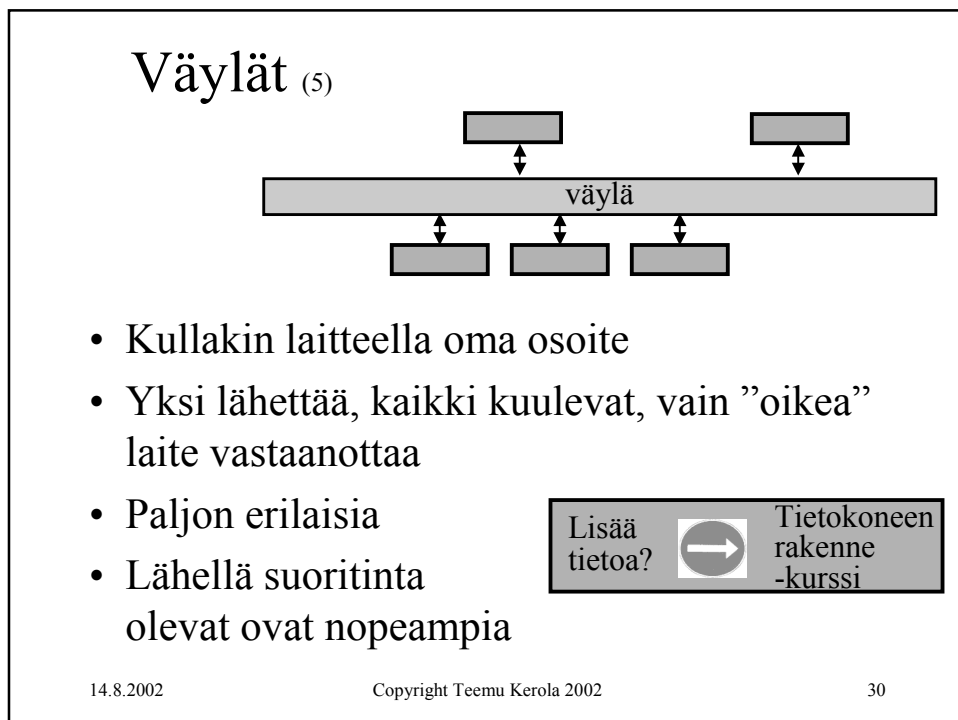 Väylät (5)
väylä
• Kullakin laitteella oma osoite
• Yksi lähettää, kaikki kuulevat, vain ”oikea”
laite vastaanottaa
• Paljon erilaisia
• Lähellä suoritinta
olevat ovat nopeampia
Lisää
tietoa?
Tietokoneen
rakenne
-kurssi
14.8.2002
Copyright Teemu Kerola 2002
30